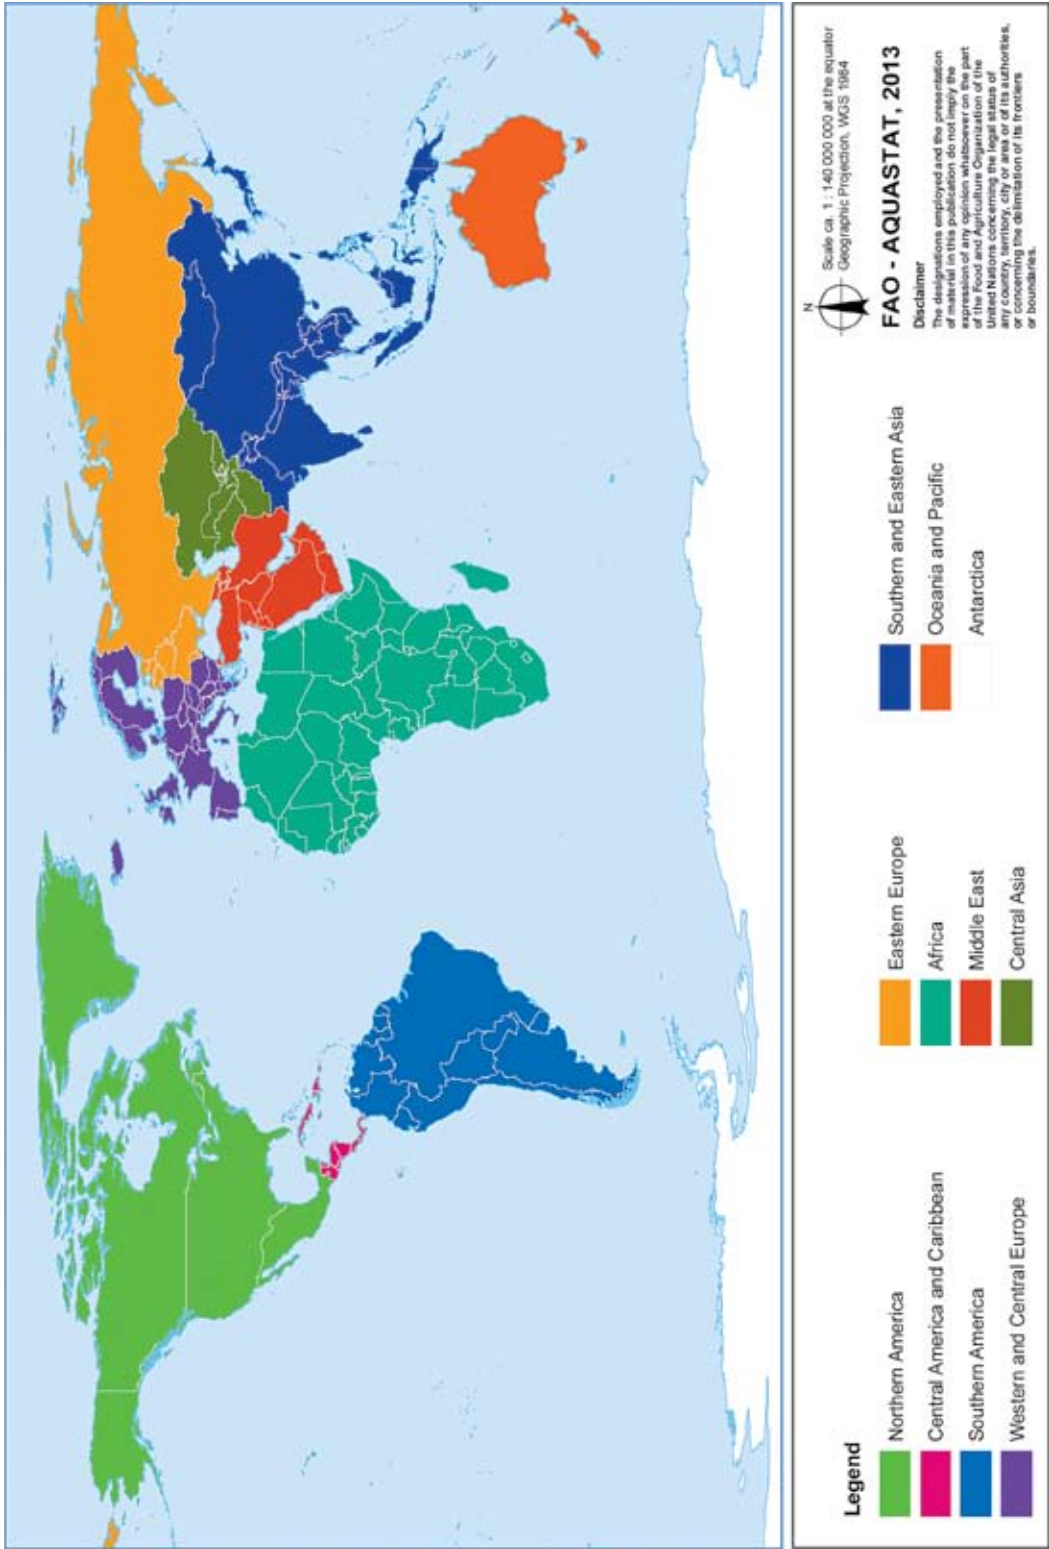 Legend
Northern America
Central America and Caribbean
Southern America
Western and Central Europe
Eastern Europe
Africa
Middle East
Central Asia
Southern and Eastern Asia
Oceania and Pacific
Antarctica
N
Scale ca. 1 : 140 000 000 at the equator
Geographic Projection, WGS 1984
FAO - AQUASTAT, 2013
Disclaimer
The designations employed and the presentation
of material in this publication do not imply the
expression of any opinion whatsoever on the part
of the Food and Agriculture Organization of the
United Nations concerning the legal status of
any country, territory, city or area or of its authorities,
or concerning the delimitation of its frontiers
or boundaries.